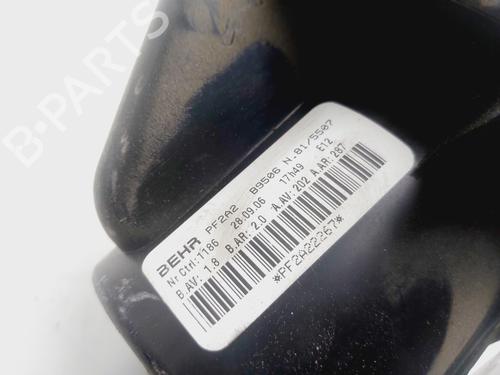 B-PARTS
BEHR PF2A2 B9506 N.81/5507
Nr Ctrl:T186 28.09.06 17h49 E12
B.AV: 1.8 B.AR: 2.0 A.AV: 202 A.AR: 287
*PF2A22267*